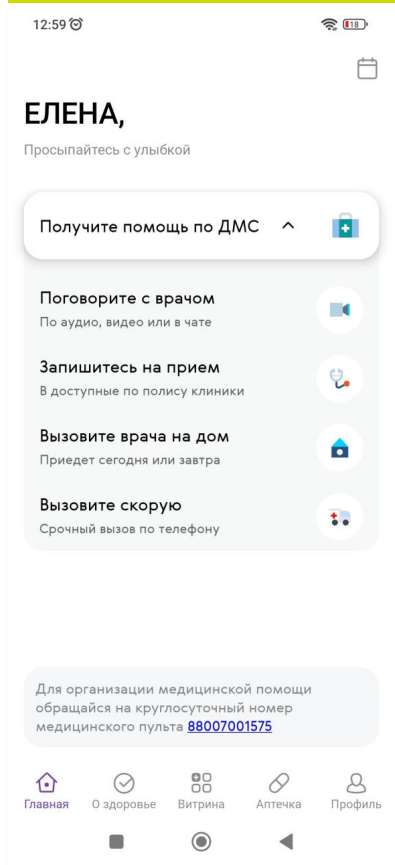 12:59
18
ЕЛЕНА,
Просыпайтесь с улыбкой
Получите помощь по ДМС
Поговорите с врачом
По аудио, видео или в чате
Запишитесь на прием
В доступные по полису клиники
Вызовите врача на дом
Приедет сегодня или завтра
Вызовите скорую
Срочный вызов по телефону
Для организации медицинской помощи
обращайся на круглосуточный номер
медицинского пульта 88007001575
Главная О здоровье Витрина Аптечка Профиль